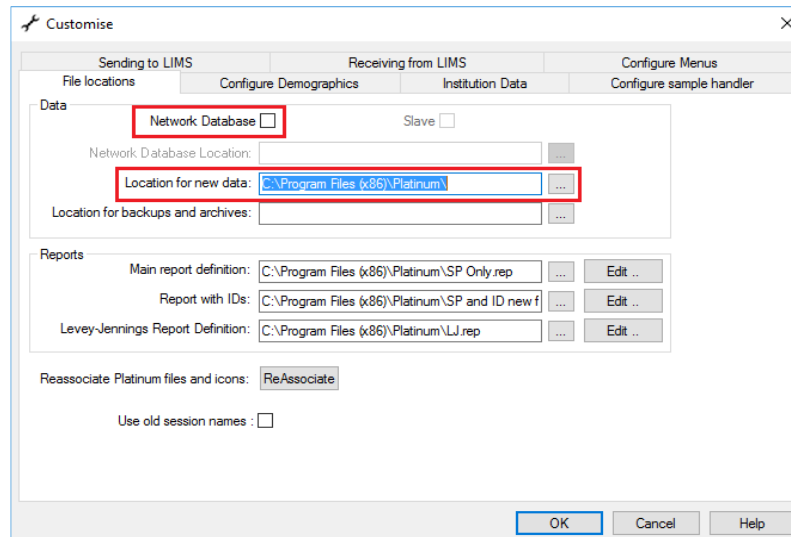 Customise
Sending to LIMS Receiving from LIMS Configure Menus
File locations Configure Demographics Institution Data Configure sample handler
Data
Network Database Slave
Network Database Location: ...
Location for new data: C:\Program Files (x86)\Platinum\ ...
Location for backups and archives: ...
Reports
Main report definition: C:\Program Files (x86)\Platinum\SP Only.rep ... Edit ..
Report with IDs: C:\Program Files (x86)\Platinum\SP and ID new f ... Edit ..
Levey-Jennings Report Definition: C:\Program Files (x86)\Platinum\LJ.rep ... Edit ..
Reassociate Platinum files and icons: ReAssociate
Use old session names :
OK Cancel Help